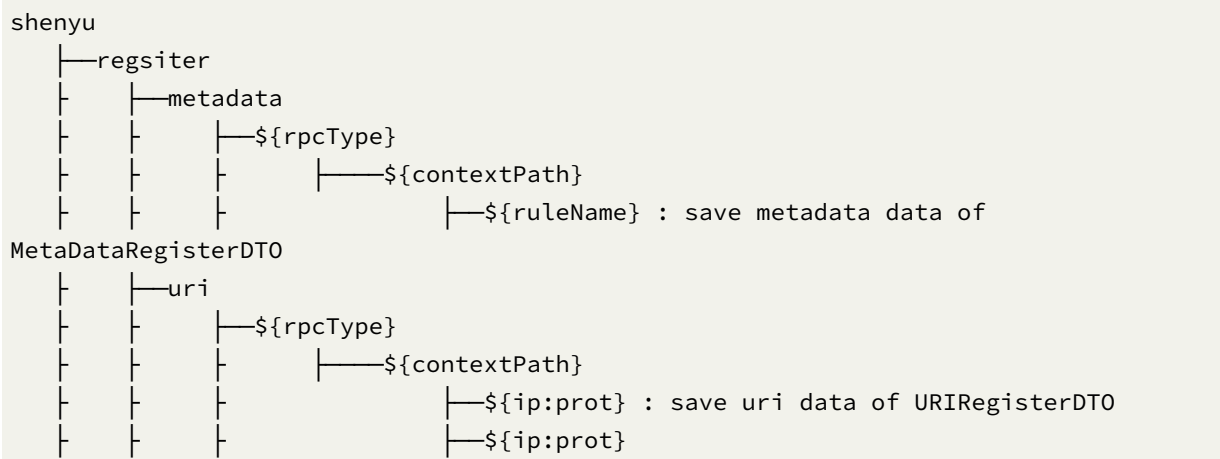 shenyu
   ├──regsiter
   ├    ├──metadata
   ├    ├     ├──${rpcType}
   ├    ├     ├      ├────${contextPath}
   ├    ├     ├               ├──${ruleName} : save metadata data of
MetaDataRegisterDTO
   ├    ├──uri
   ├    ├     ├──${rpcType}
   ├    ├     ├      ├────${contextPath}
   ├    ├     ├               ├──${ip:prot} : save uri data of URIRegisterDTO
   ├    ├     ├               ├──${ip:prot}